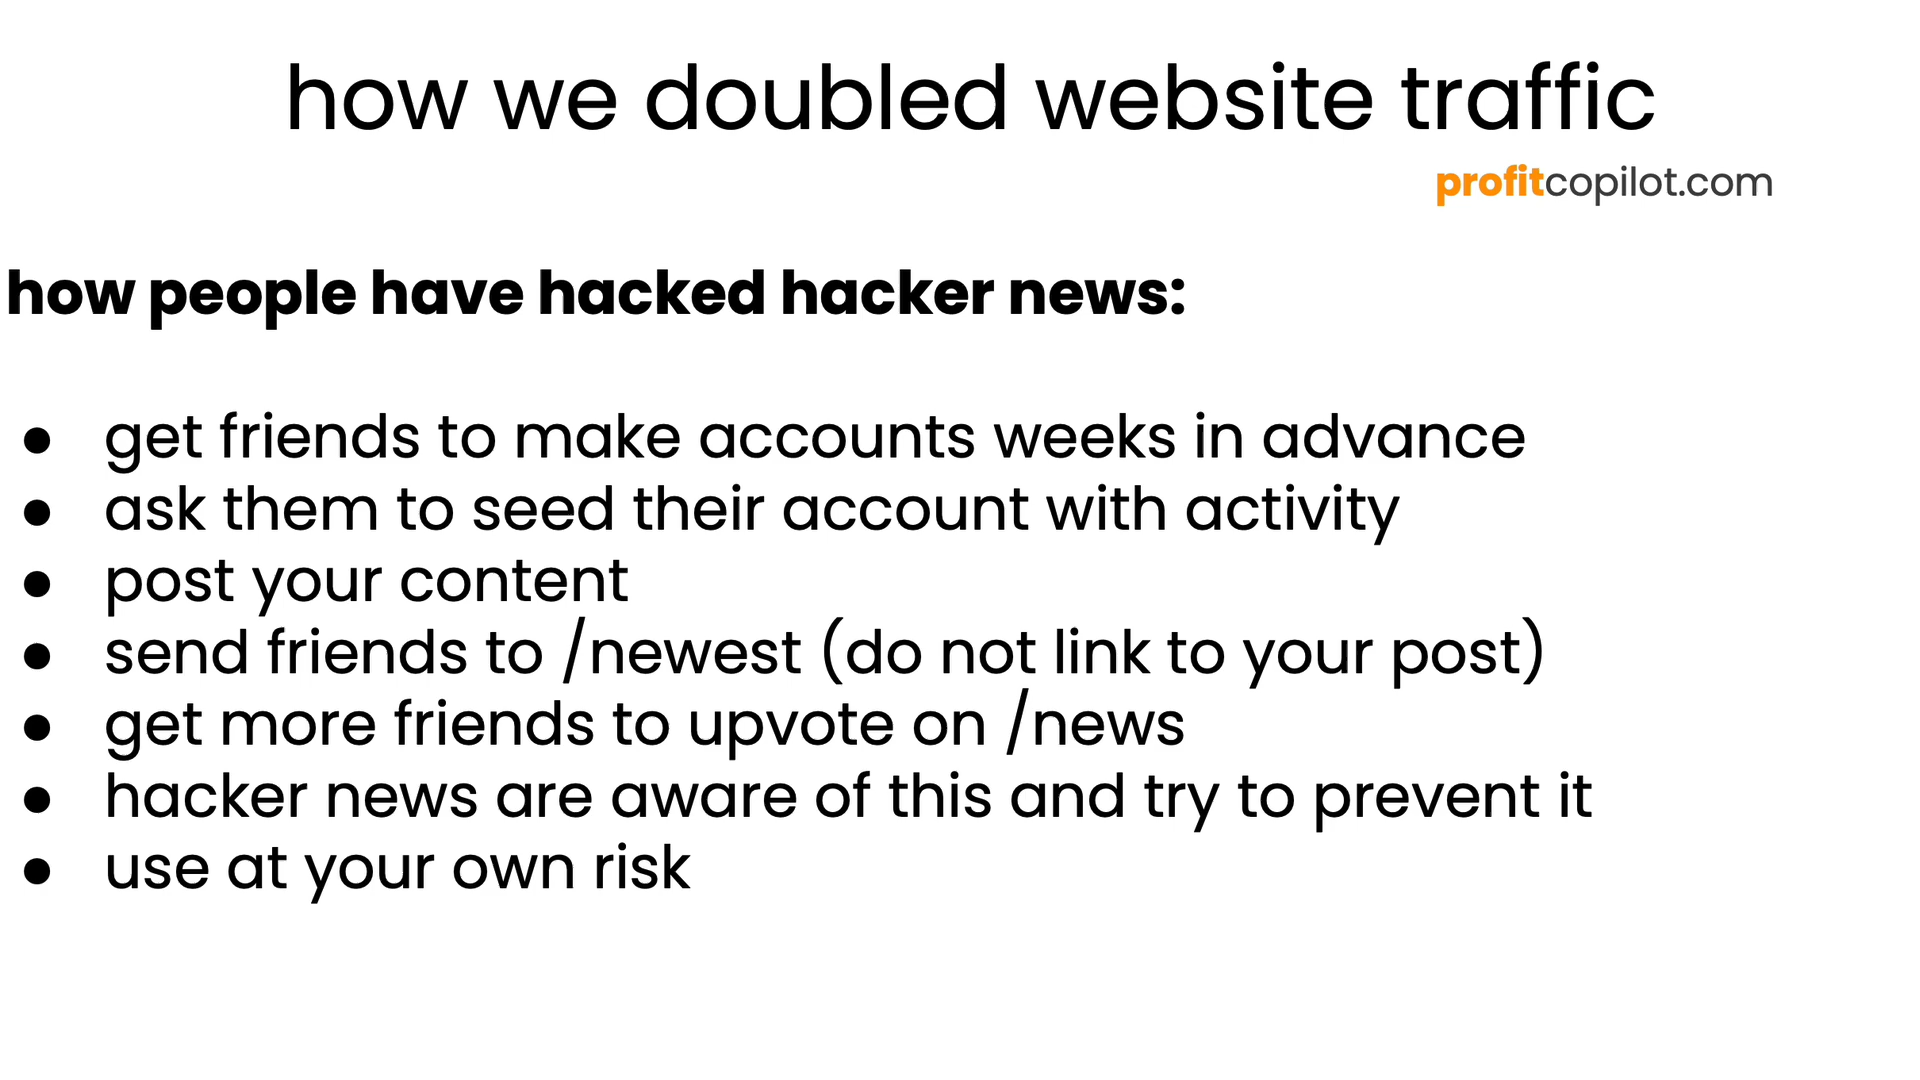 how we doubled website traffic
profitcopilot.com
how people have hacked hacker news:
● get friends to make accounts weeks in advance
● ask them to seed their account with activity
● post your content
● send friends to /newest (do not link to your post)
● get more friends to upvote on /news
● hacker news are aware of this and try to prevent it
● use at your own risk